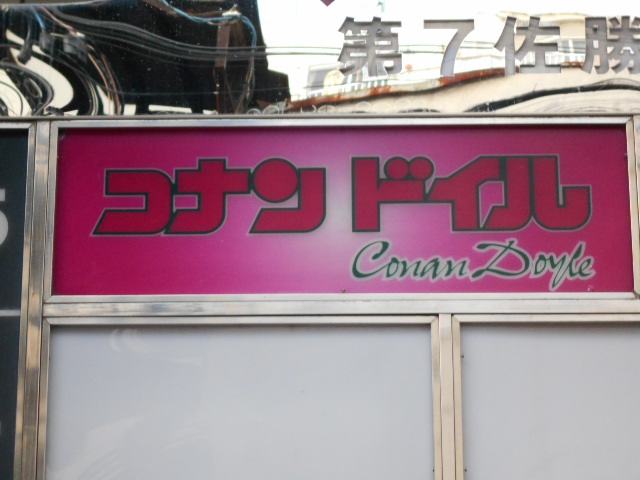 第7佐勝
コナン ドイル
Conan Doyle